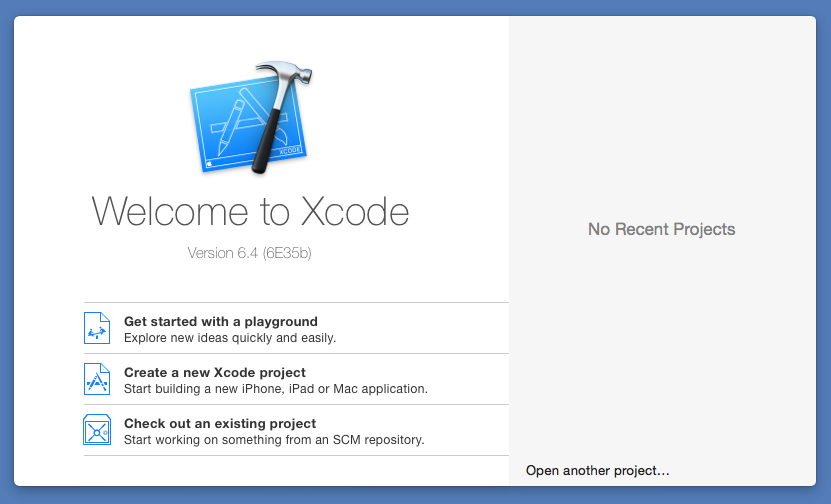 XCODE
Welcome to Xcode
Version 6.4 (6E35b)
Get started with a playground
Explore new ideas quickly and easily.
Create a new Xcode project
Start building a new iPhone, iPad or Mac application.
Check out an existing project
Start working on something from an SCM repository.
No Recent Projects
Open another project…